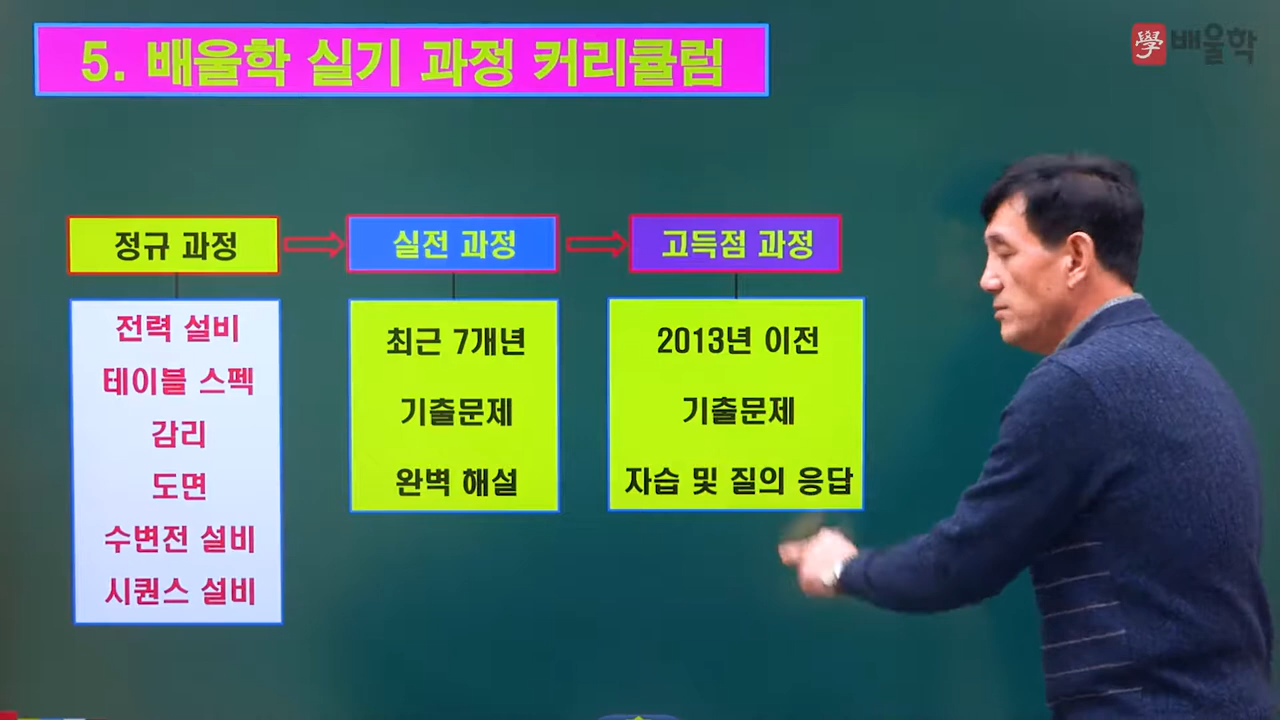 5. 배울학 실기 과정 커리큘럼
學 배울학
정규 과정
실전 과정
고득점 과정
전력 설비
테이블 스펙
감리
도면
수변전 설비
시퀀스 설비
최근 7개년
기출문제
완벽 해설
2013년 이전
기출문제
자습 및 질의 응답